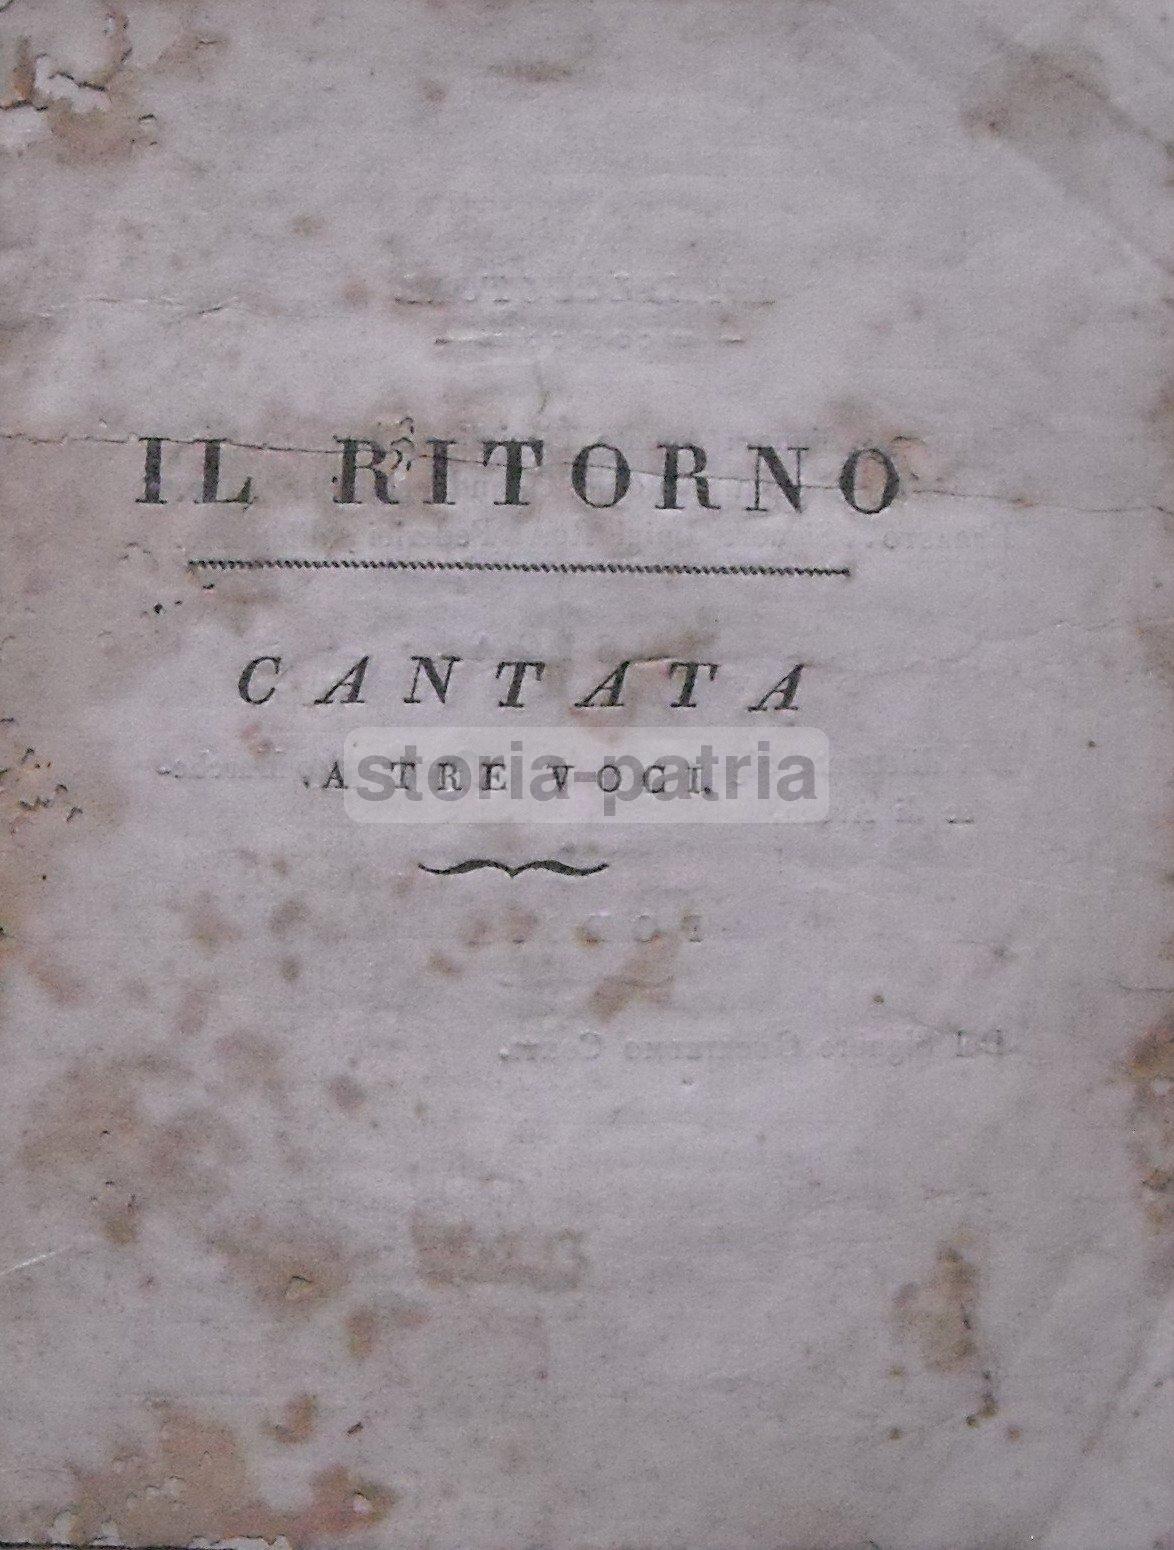 IL RITORNO
CANTATA
A TRE VOCI.
storia-patria